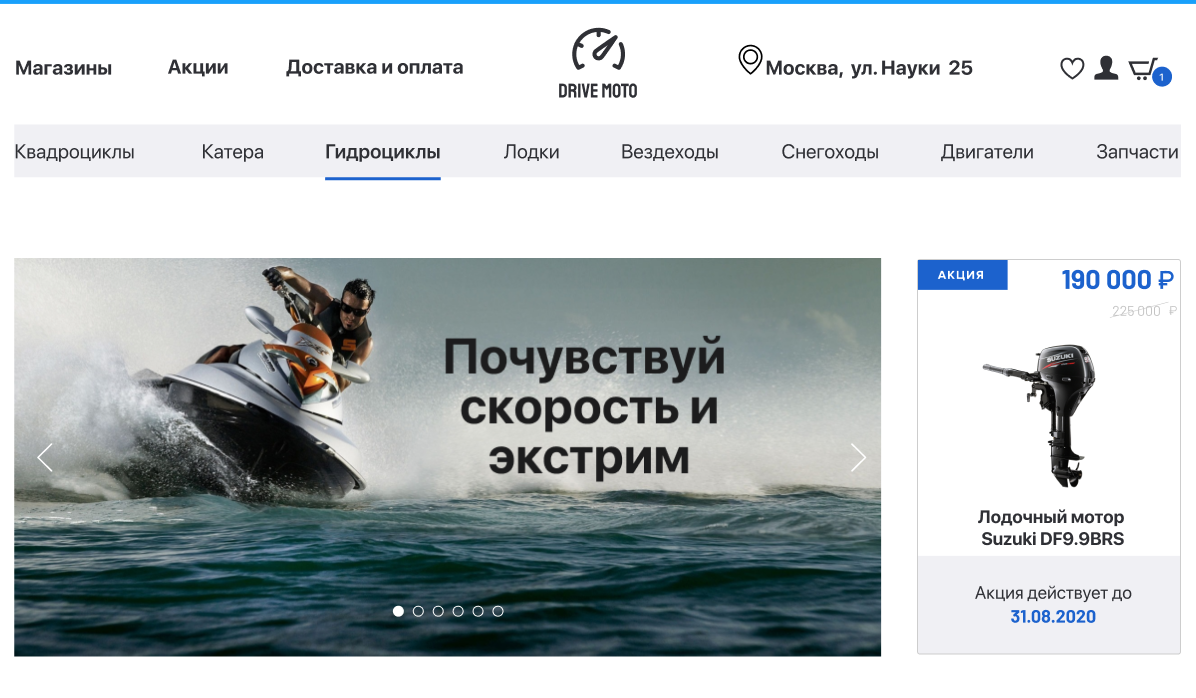 Магазины
Акции
Доставка и оплата
DRIVE MOTO
Москва, ул. Науки 25
1
Квадроциклы
Катера
Гидроциклы
Лодки
Вездеходы
Снегоходы
Двигатели
Запчасти
Почувствуй
скорость и
экстрим
АКЦИЯ
190 000 ₽
225 000 ₽
SUZUKI
Лодочный мотор
Suzuki DF9.9BRS
Акция действует до
31.08.2020